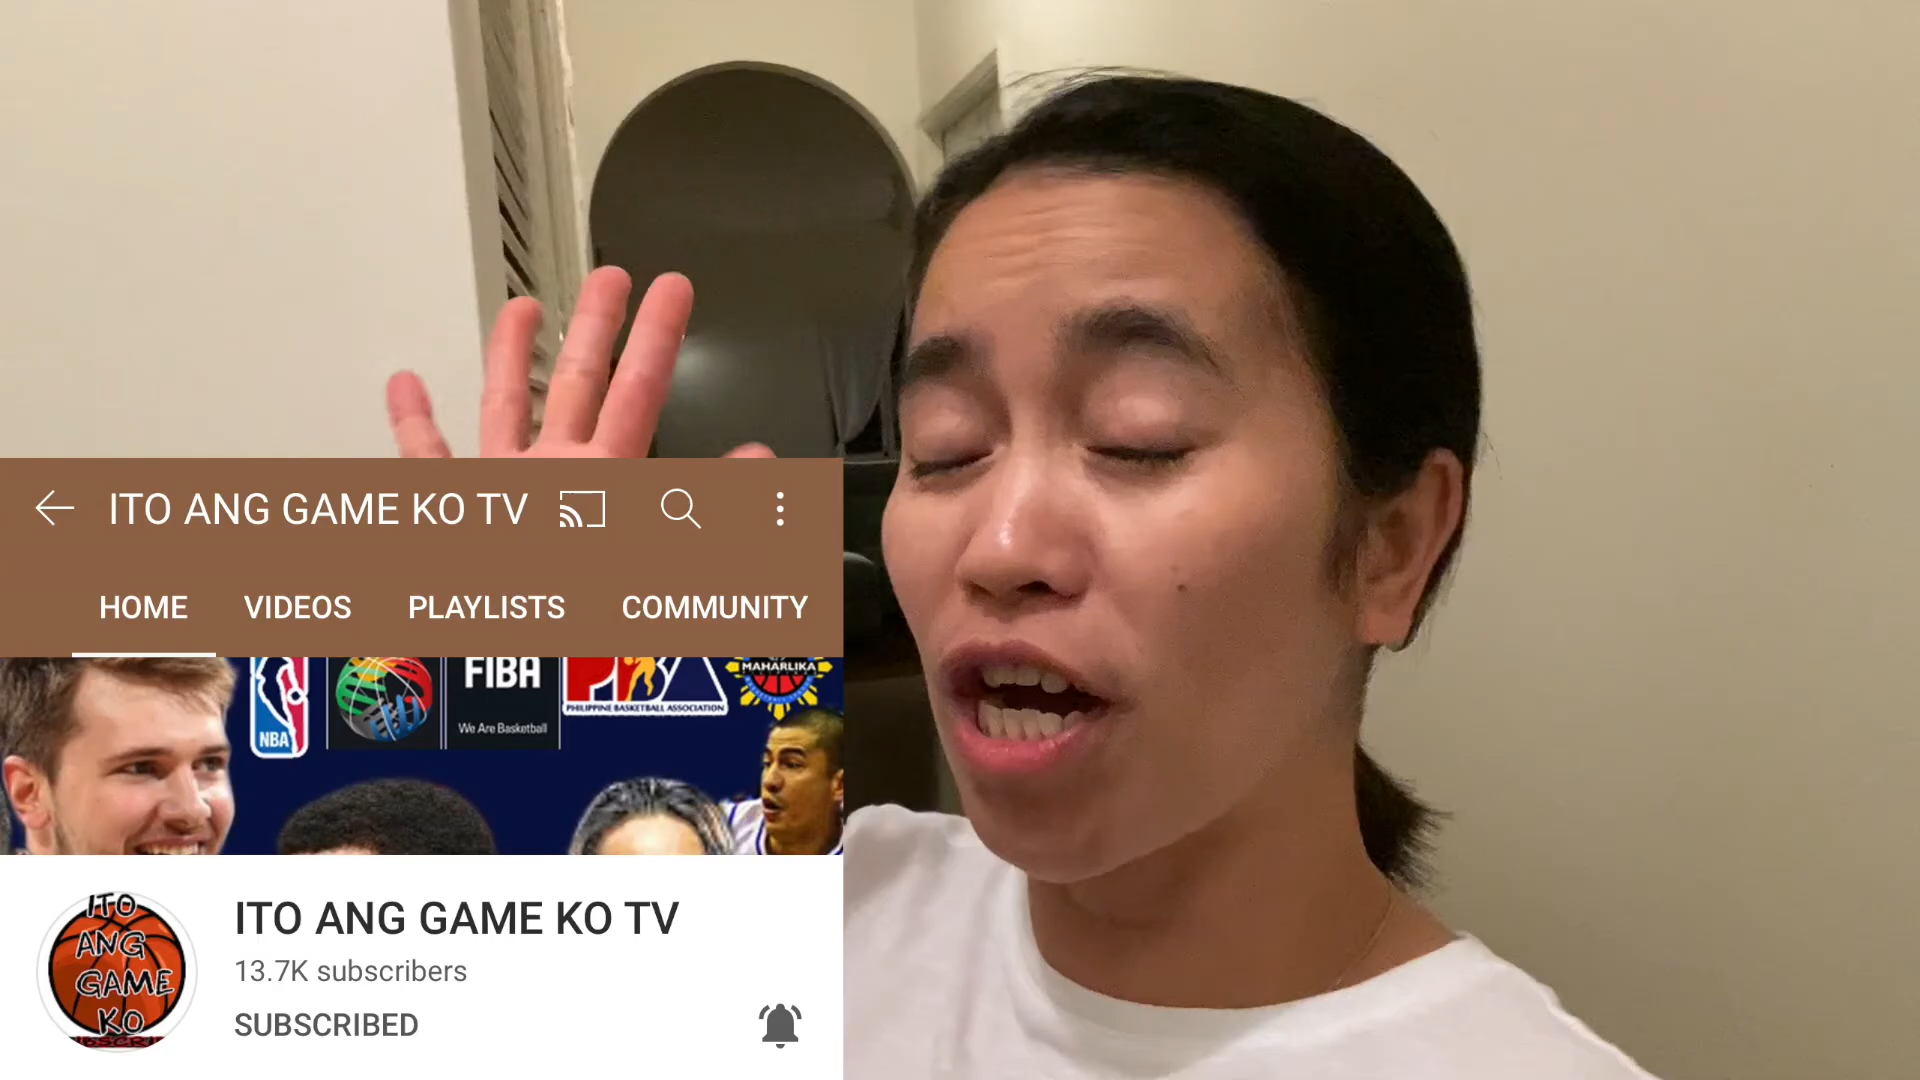 ITO ANG GAME KO TV
HOME VIDEOS PLAYLISTS COMMUNITY
NBA
FIBA
We Are Basketball
PBA
PHILIPPINE BASKETBALL ASSOCIATION
MAHARLIKA
ITO
ANG
GAME
KO
ITO ANG GAME KO TV
13.7K subscribers
SUBSCRIBED